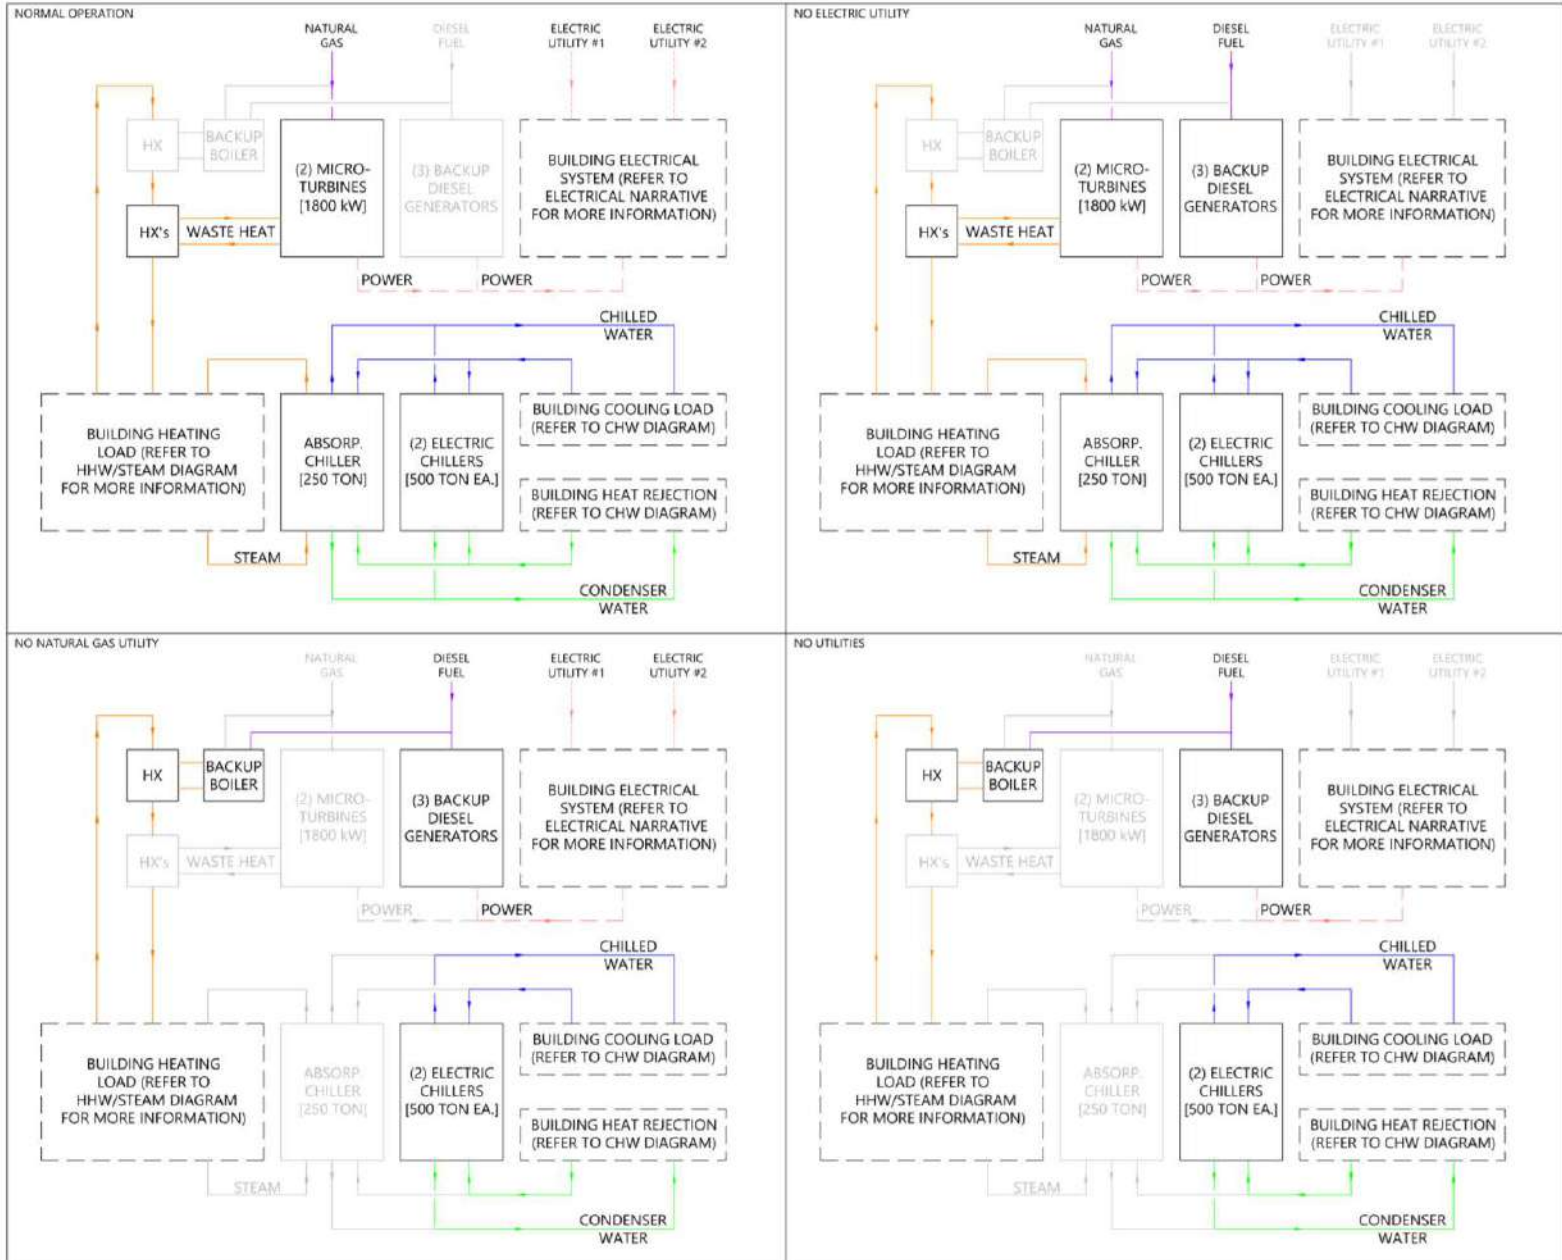 NORMAL OPERATION
NATURAL
GAS
DIESEL
FUEL
ELECTRIC
UTILITY #1
ELECTRIC
UTILITY #2
HX
BACKUP
BOILER
(2) MICRO-
TURBINES
[1800 kW]
(3) BACKUP
DIESEL
GENERATORS
BUILDING ELECTRICAL
SYSTEM (REFER TO
ELECTRICAL NARRATIVE
FOR MORE INFORMATION)
HX's
WASTE HEAT
POWER
POWER
CHILLED
WATER
BUILDING HEATING
LOAD (REFER TO
HHW/STEAM DIAGRAM
FOR MORE INFORMATION)
ABSORP.
CHILLER
[250 TON]
(2) ELECTRIC
CHILLERS
[500 TON EA.]
BUILDING COOLING LOAD
(REFER TO CHW DIAGRAM)
BUILDING HEAT REJECTION
(REFER TO CHW DIAGRAM)
STEAM
CONDENSER
WATER
NO ELECTRIC UTILITY
NATURAL
GAS
DIESEL
FUEL
ELECTRIC
UTILITY #1
ELECTRIC
UTILITY #2
HX
BACKUP
BOILER
(2) MICRO-
TURBINES
[1800 kW]
(3) BACKUP
DIESEL
GENERATORS
BUILDING ELECTRICAL
SYSTEM (REFER TO
ELECTRICAL NARRATIVE
FOR MORE INFORMATION)
HX's
WASTE HEAT
POWER
POWER
CHILLED
WATER
BUILDING HEATING
LOAD (REFER TO
HHW/STEAM DIAGRAM
FOR MORE INFORMATION)
ABSORP.
CHILLER
[250 TON]
(2) ELECTRIC
CHILLERS
[500 TON EA.]
BUILDING COOLING LOAD
(REFER TO CHW DIAGRAM)
BUILDING HEAT REJECTION
(REFER TO CHW DIAGRAM)
STEAM
CONDENSER
WATER
NO NATURAL GAS UTILITY
NATURAL
GAS
DIESEL
FUEL
ELECTRIC
UTILITY #1
ELECTRIC
UTILITY #2
HX
BACKUP
BOILER
(2) MICRO-
TURBINES
[1800 kW]
(3) BACKUP
DIESEL
GENERATORS
BUILDING ELECTRICAL
SYSTEM (REFER TO
ELECTRICAL NARRATIVE
FOR MORE INFORMATION)
HX's
WASTE HEAT
POWER
POWER
CHILLED
WATER
BUILDING HEATING
LOAD (REFER TO
HHW/STEAM DIAGRAM
FOR MORE INFORMATION)
ABSORP.
CHILLER
[250 TON]
(2) ELECTRIC
CHILLERS
[500 TON EA.]
BUILDING COOLING LOAD
(REFER TO CHW DIAGRAM)
BUILDING HEAT REJECTION
(REFER TO CHW DIAGRAM)
STEAM
CONDENSER
WATER
NO UTILITIES
NATURAL
GAS
DIESEL
FUEL
ELECTRIC
UTILITY #1
ELECTRIC
UTILITY #2
HX
BACKUP
BOILER
(2) MICRO-
TURBINES
[1800 kW]
(3) BACKUP
DIESEL
GENERATORS
BUILDING ELECTRICAL
SYSTEM (REFER TO
ELECTRICAL NARRATIVE
FOR MORE INFORMATION)
HX's
WASTE HEAT
POWER
POWER
CHILLED
WATER
BUILDING HEATING
LOAD (REFER TO
HHW/STEAM DIAGRAM
FOR MORE INFORMATION)
ABSORP.
CHILLER
[250 TON]
(2) ELECTRIC
CHILLERS
[500 TON EA.]
BUILDING COOLING LOAD
(REFER TO CHW DIAGRAM)
BUILDING HEAT REJECTION
(REFER TO CHW DIAGRAM)
STEAM
CONDENSER
WATER